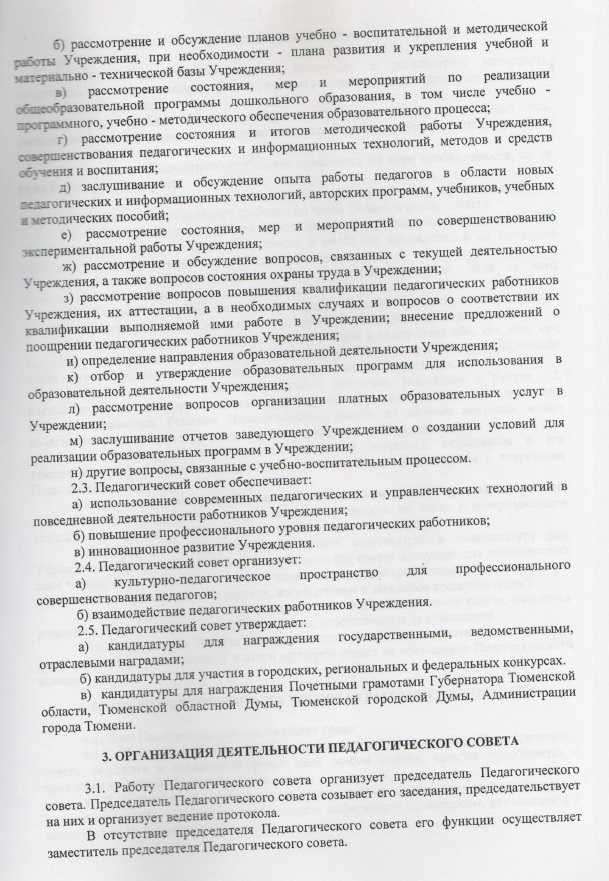 б) рассмотрение и обсуждение планов учебно - воспитательной и методической
работы Учреждения, при необходимости - плана развития и укрепления учебной и
материально - технической базы Учреждения;
в) рассмотрение состояния, мер и мероприятий по реализации
общеобразовательной программы дошкольного образования, в том числе учебно -
программного, учебно - методического обеспечения образовательного процесса;
г) рассмотрение состояния и итогов методической работы Учреждения,
совершенствования педагогических и информационных технологий, методов и средств
обучения и воспитания;
д) заслушивание и обсуждение опыта работы педагогов в области новых
педагогических и информационных технологий, авторских программ, учебников, учебных
и методических пособий;
е) рассмотрение состояния, мер и мероприятий по совершенствованию
экспериментальной работы Учреждения;
ж) рассмотрение и обсуждение вопросов, связанных с текущей деятельностью
Учреждения, а также вопросов состояния охраны труда в Учреждении;
з) рассмотрение вопросов повышения квалификации педагогических работников
Учреждения, их аттестации, а в необходимых случаях и вопросов о соответствии их
квалификации выполняемой ими работе в Учреждении; внесение предложений о
поощрении педагогических работников Учреждения;
и) определение направления образовательной деятельности Учреждения;
к) отбор и утверждение образовательных программ для использования в
образовательной деятельности Учреждения;
л) рассмотрение вопросов организации платных образовательных услуг в
Учреждении;
м) заслушивание отчетов заведующего Учреждением о создании условий для
реализации образовательных программ в Учреждении;
н) другие вопросы, связанные с учебно-воспитательным процессом.
2.3. Педагогический совет обеспечивает:
а) использование современных педагогических и управленческих технологий в
повседневной деятельности работников Учреждения;
б) повышение профессионального уровня педагогических работников;
в) инновационное развитие Учреждения.
2.4. Педагогический совет организует:
а) культурно-педагогическое пространство для профессионального
совершенствования педагогов;
б) взаимодействие педагогических работников Учреждения.
2.5. Педагогический совет утверждает:
а) кандидатуры для награждения государственными, ведомственными,
отраслевыми наградами;
б) кандидатуры для участия в городских, региональных и федеральных конкурсах.
в) кандидатуры для награждения Почетными грамотами Губернатора Тюменской
области, Тюменской областной Думы, Тюменской городской Думы, Администрации
города Тюмени.
3. ОРГАНИЗАЦИЯ ДЕЯТЕЛЬНОСТИ ПЕДАГОГИЧЕСКОГО СОВЕТА
3.1. Работу Педагогического совета организует председатель Педагогического
совета. Председатель Педагогического совета созывает его заседания, председательствует
на них и организует ведение протокола.
В отсутствие председателя Педагогического совета его функции осуществляет
заместитель председателя Педагогического совета.